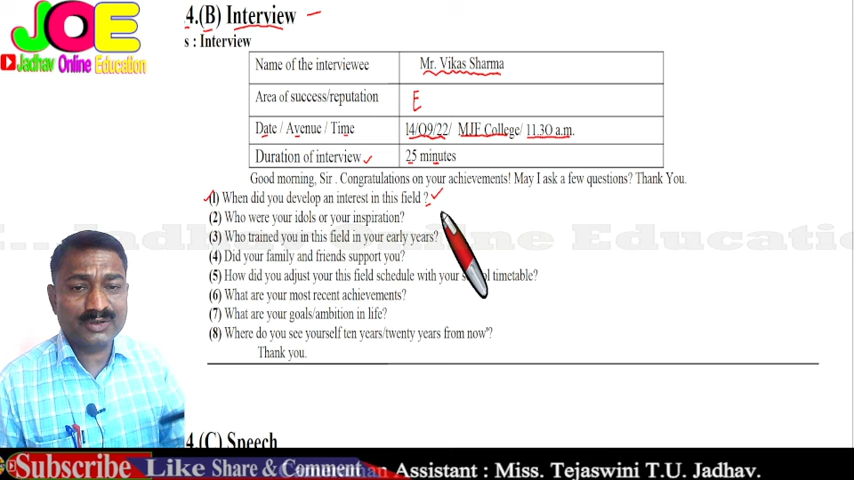 JOE
Jadhav Online Education
4.(B) Interview
s : Interview
Name of the interviewee Mr. Vikas Sharma
Area of success/reputation E
Date / Avenue / Time 14/O9/22/ MJF College/ 11.3O a.m.
Duration of interview 25 minutes
Good morning, Sir . Congratulations on your achievements! May I ask a few questions? Thank You.
(1) When did you develop an interest in this field ?
(2) Who were your idols or your inspiration?
(3) Who trained you in this field in your early years?
(4) Did your family and friends support you?
(5) How did you adjust your this field schedule with your school timetable?
(6) What are your most recent achievements?
(7) What are your goals/ambition in life?
(8) Where do you see yourself ten years/twenty years from now"?
Thank you.
4.(C) Speech
Subscribe Like Share & Comment Assistant : Miss. Tejaswini T.U. Jadhav.